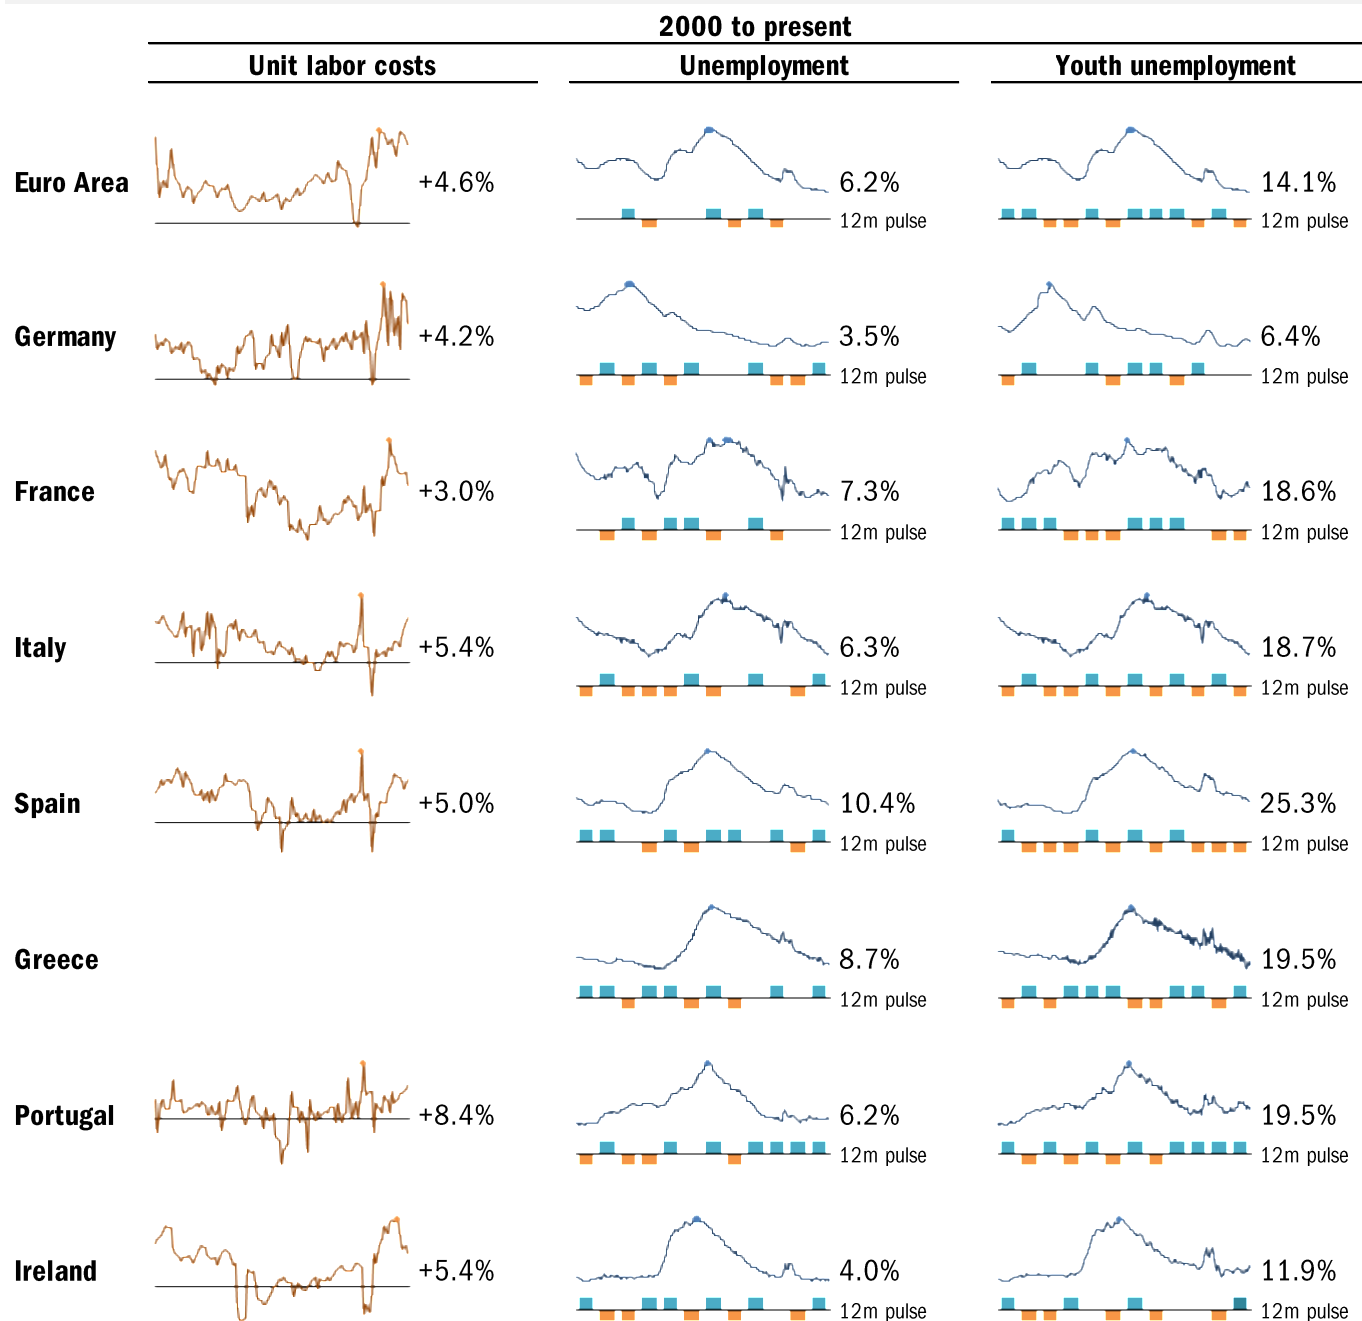 2000 to present
Unit labor costs Unemployment Youth unemployment
Euro Area +4.6% 6.2% 14.1%
12m pulse 12m pulse
Germany +4.2% 3.5% 6.4%
12m pulse 12m pulse
France +3.0% 7.3% 18.6%
12m pulse 12m pulse
Italy +5.4% 6.3% 18.7%
12m pulse 12m pulse
Spain +5.0% 10.4% 25.3%
12m pulse 12m pulse
Greece 8.7% 19.5%
12m pulse 12m pulse
Portugal +8.4% 6.2% 19.5%
12m pulse 12m pulse
Ireland +5.4% 4.0% 11.9%
12m pulse 12m pulse